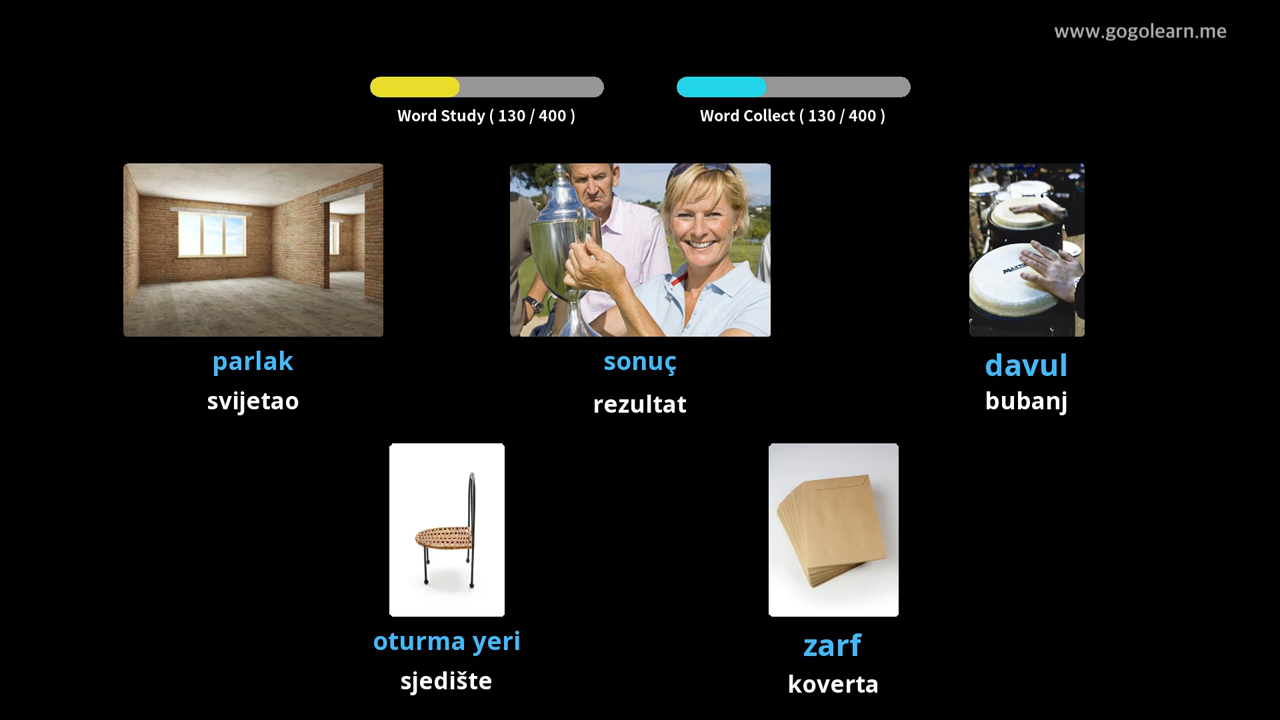 www.gogolearn.me
Word Study ( 130 / 400 )
Word Collect ( 130 / 400 )
parlak
svijetao
sonuç
rezultat
davul
bubanj
oturma yeri
sjedište
zarf
koverta